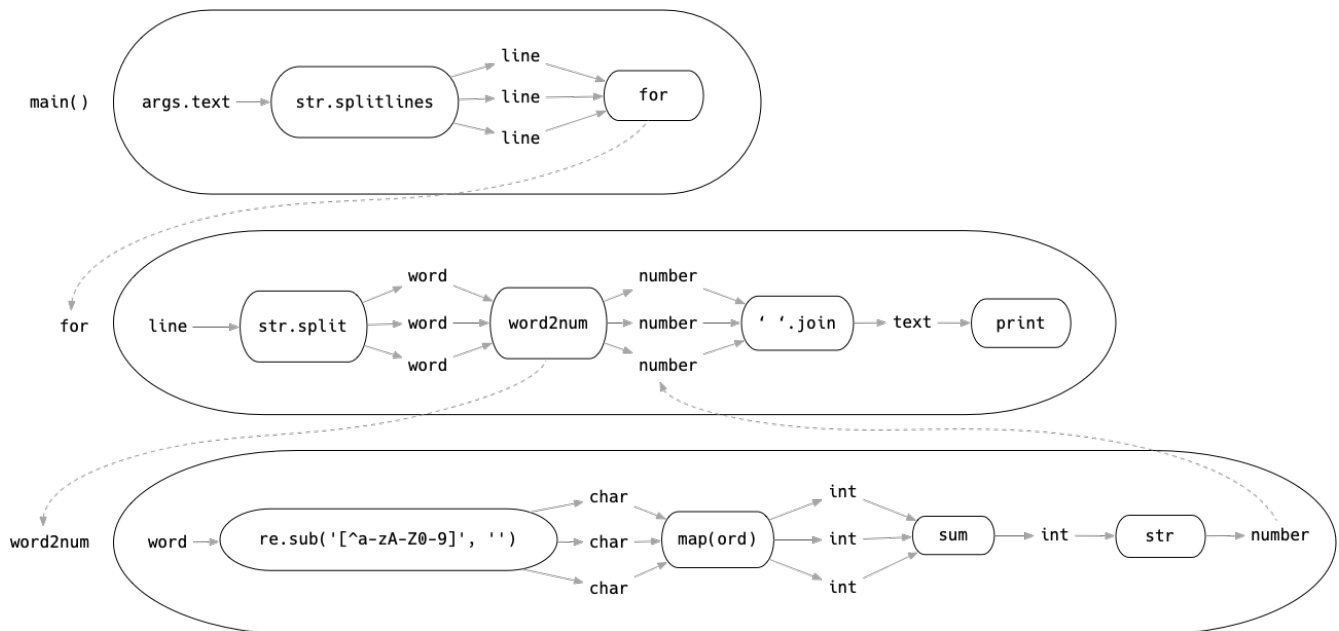 line
main() args.text str.splitlines line for
line
word number
for line str.split word word2num number ‘ ‘.join text print
word number
char int
word2num word re.sub('[^a-zA-Z0-9]', '') char map(ord) int sum int str number
char int